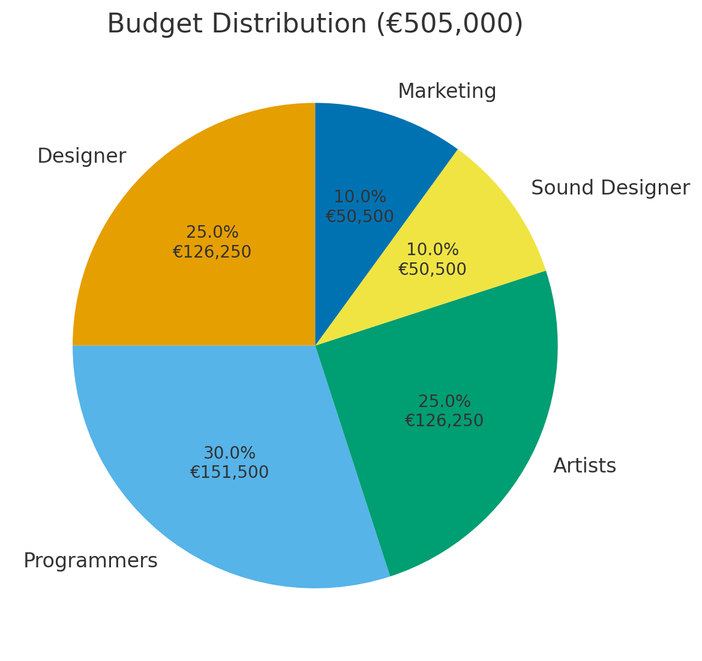 Budget Distribution (€505,000)
Marketing
Designer
Sound Designer
10.0%
€50,500
25.0%
€126,250
10.0%
€50,500
25.0%
€126,250
30.0%
€151,500
Artists
Programmers